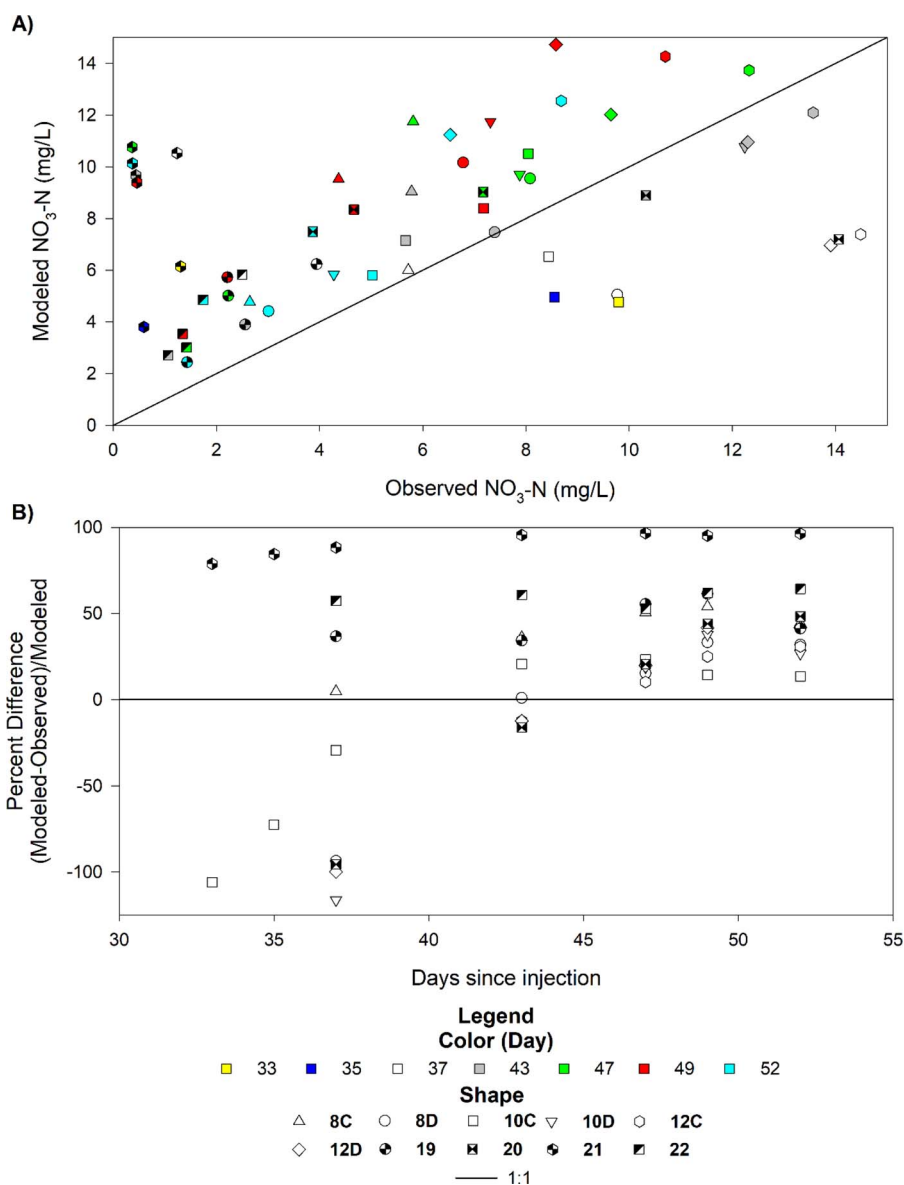 A)
14
12
10
8
6
4
2
0
Modeled NO3-N (mg/L)
0 2 4 6 8 10 12 14
Observed NO3-N (mg/L)
B)
100
50
0
-50
-100
Percent Difference
(Modeled-Observed)/Modeled
30 35 40 45 50 55
Days since injection
Legend
Color (Day)
33 35 37 43 47 49 52
Shape
8C 8D 10C 10D 12C
12D 19 20 21 22
1:1